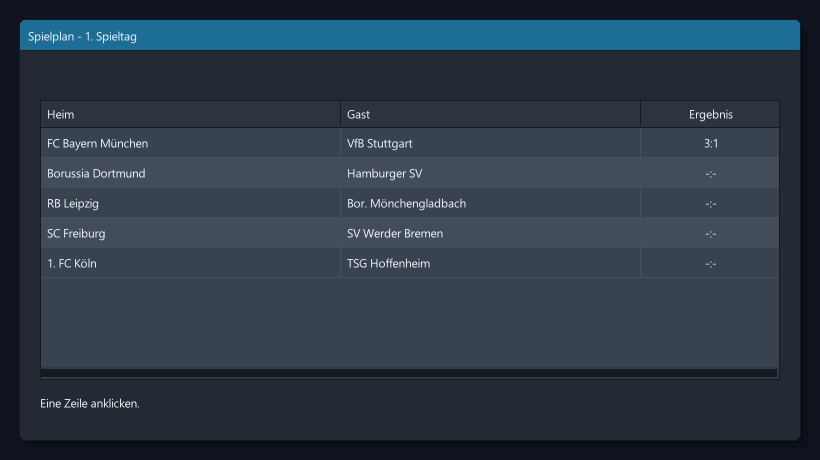 Spielplan - 1. Spieltag
Heim Gast Ergebnis
FC Bayern München VfB Stuttgart 3:1
Borussia Dortmund Hamburger SV -:-
RB Leipzig Bor. Mönchengladbach -:-
SC Freiburg SV Werder Bremen -:-
1. FC Köln TSG Hoffenheim -:-
Eine Zeile anklicken.